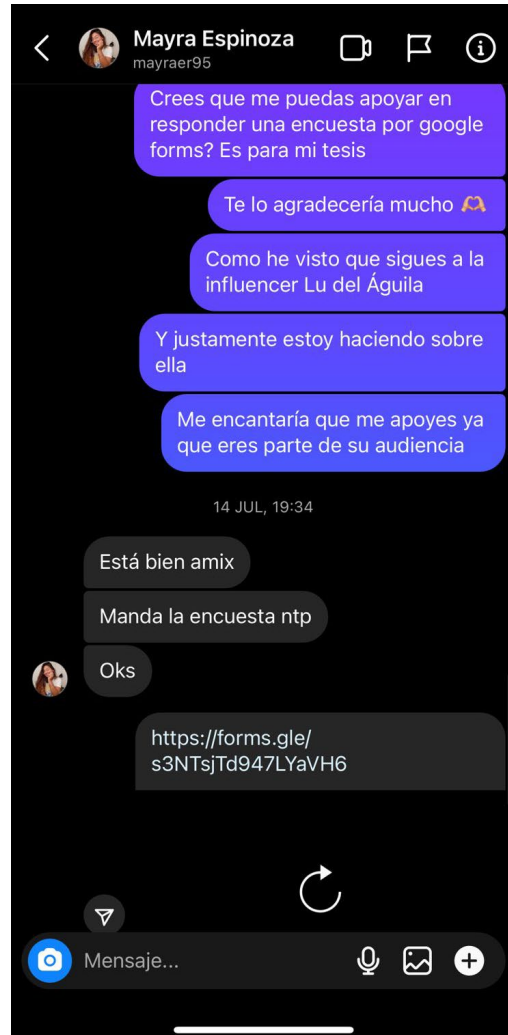 Mayra Espinoza
mayraer95
Crees que me puedas apoyar en
responder una encuesta por google
forms? Es para mi tesis
Te lo agradecería mucho 🫶🏼
Como he visto que sigues a la
influencer Lu del Águila
Y justamente estoy haciendo sobre
ella
Me encantaría que me apoyes ya
que eres parte de su audiencia
14 JUL, 19:34
Está bien amix
Manda la encuesta ntp
Oks
https://forms.gle/
s3NTsjTd947LYaVH6
Mensaje...